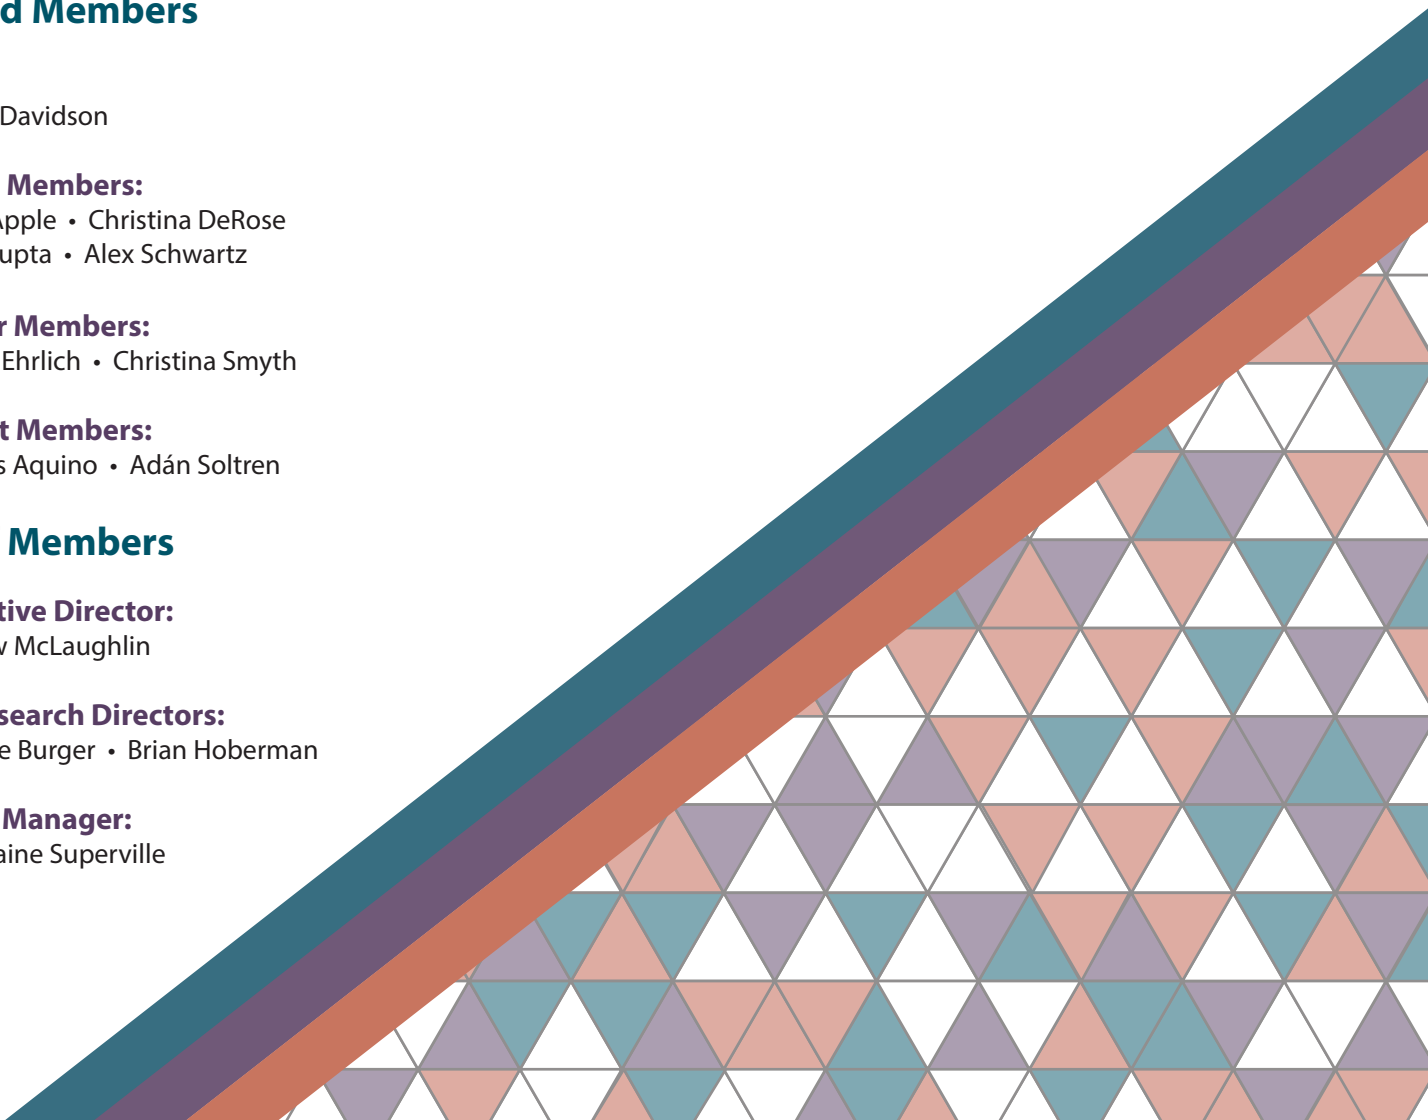 d Members
Davidson
Members:
Apple • Christina DeRose
upta • Alex Schwartz
r Members:
Ehrlich • Christina Smyth
t Members:
s Aquino • Adán Soltren
Members
tive Director:
w McLaughlin
search Directors:
e Burger • Brian Hoberman
Manager:
aine Superville